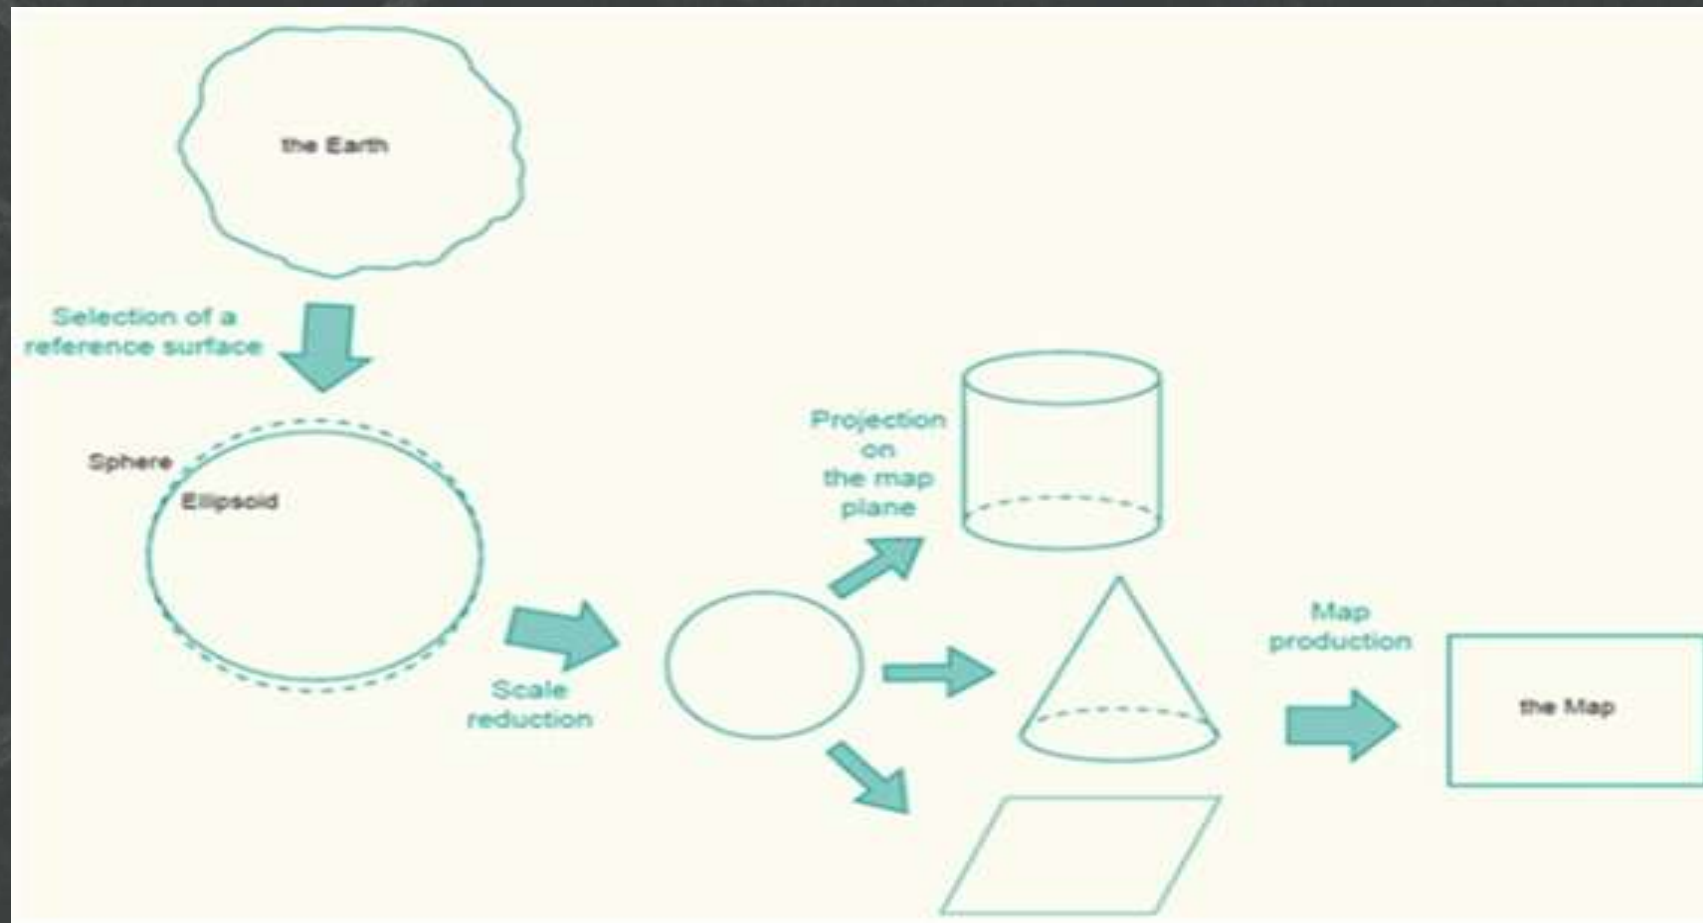 the Earth
Selection of a
reference surface
Sphere
Ellipsoid
Scale
reduction
Projection
on
the map
plane
Map
production
the Map